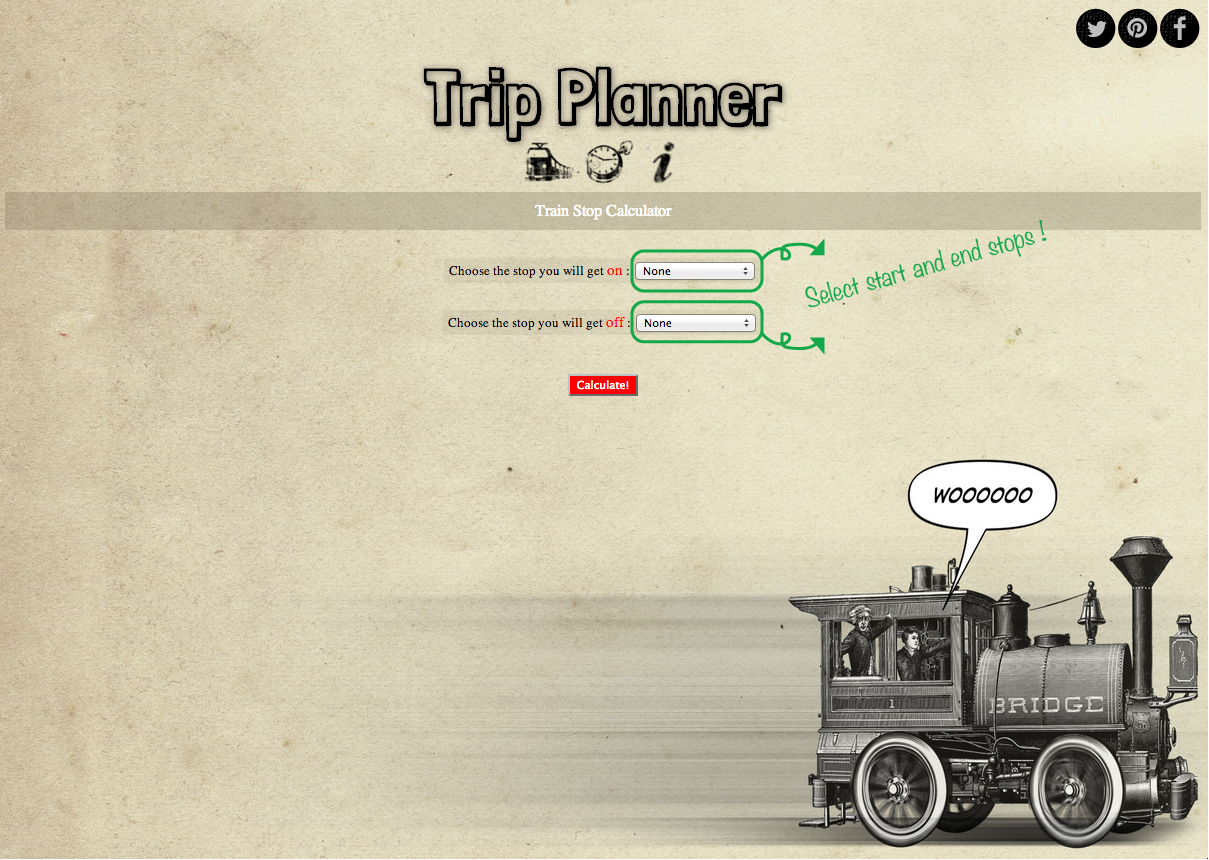 Trip Planner
Train Stop Calculator
Choose the stop you will get on : None
Select start and end stops !
Choose the stop you will get off : None
Calculate!
WOOOOOO
BRIDGE
1